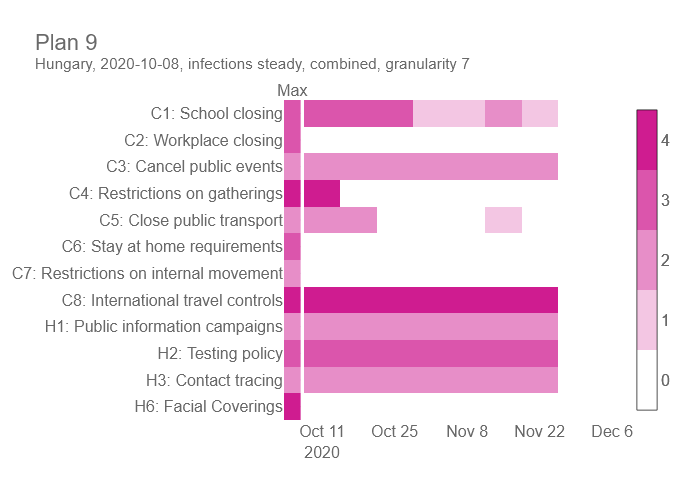 Plan 9
Hungary, 2020-10-08, infections steady, combined, granularity 7
Max
C1: School closing
C2: Workplace closing
C3: Cancel public events
C4: Restrictions on gatherings
C5: Close public transport
C6: Stay at home requirements
C7: Restrictions on internal movement
C8: International travel controls
H1: Public information campaigns
H2: Testing policy
H3: Contact tracing
H6: Facial Coverings
Oct 11 Oct 25 Nov 8 Nov 22 Dec 6
2020
4
3
2
1
0